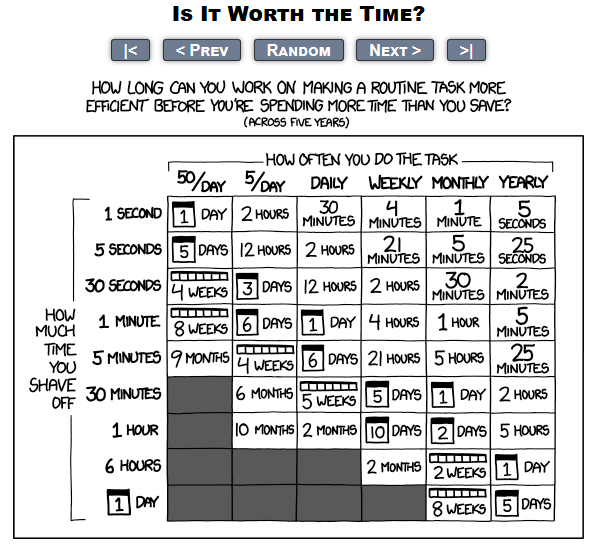 Is It Worth the Time?
|< < Prev Random Next > >|
HOW LONG CAN YOU WORK ON MAKING A ROUTINE TASK MORE
EFFICIENT BEFORE YOU'RE SPENDING MORE TIME THAN YOU SAVE?
(ACROSS FIVE YEARS)
HOW OFTEN YOU DO THE TASK
50/DAY 5/DAY DAILY WEEKLY MONTHLY YEARLY
HOW MUCH TIME YOU SHAVE OFF
1 SECOND 1 DAY 2 HOURS 30 MINUTES 4 MINUTES 1 MINUTE 5 SECONDS
5 SECONDS 5 DAYS 12 HOURS 2 HOURS 21 MINUTES 5 MINUTES 25 SECONDS
30 SECONDS 4 WEEKS 3 DAYS 12 HOURS 2 HOURS 30 MINUTES 2 MINUTES
1 MINUTE 8 WEEKS 6 DAYS 1 DAY 4 HOURS 1 HOUR 5 MINUTES
5 MINUTES 9 MONTHS 4 WEEKS 6 DAYS 21 HOURS 5 HOURS 25 MINUTES
30 MINUTES 6 MONTHS 5 WEEKS 5 DAYS 1 DAY 2 HOURS
1 HOUR 10 MONTHS 2 MONTHS 10 DAYS 2 DAYS 5 HOURS
6 HOURS 2 MONTHS 2 WEEKS 1 DAY
1 DAY 8 WEEKS 5 DAYS